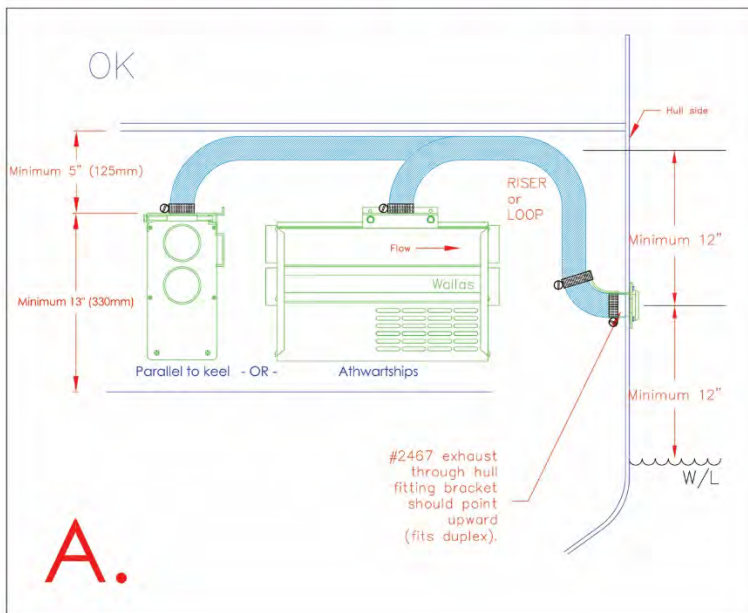 OK
Hull side
Minimum 5" (125mm)
RISER
or
LOOP
Minimum 12"
Flow
Wallas
Minimum 13" (330mm)
Parallel to keel - OR - Athwartships
Minimum 12"
#2467 exhaust
through hull
fitting bracket
should point
upward
(fits duplex).
W/L
A.